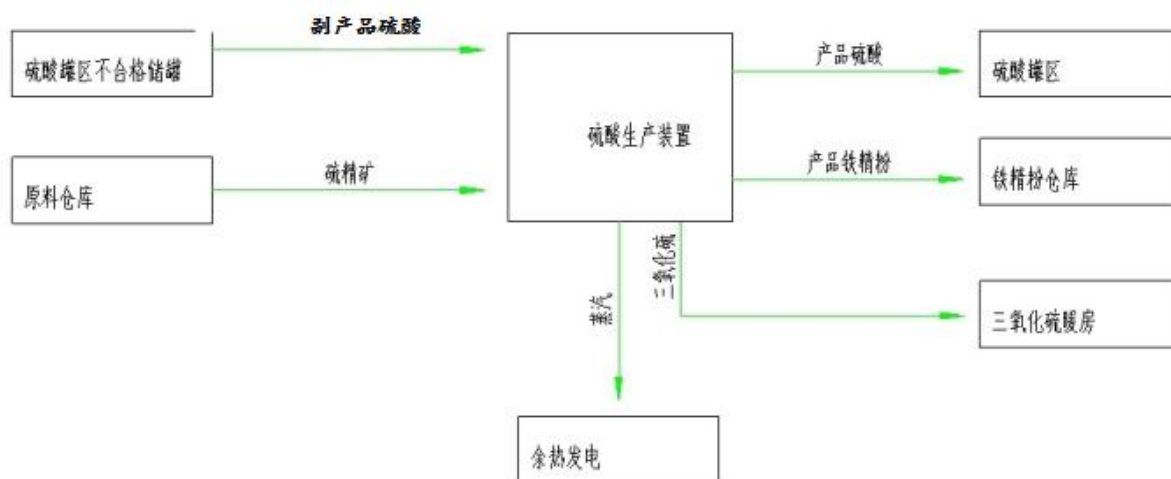 副产品硫酸
硫酸罐区不合格储罐
硫酸生产装置
产品硫酸
硫酸罐区
原料仓库
硫精矿
产品铁精粉
铁精粉仓库
蒸汽
三氧化硫
三氧化硫暖房
余热发电